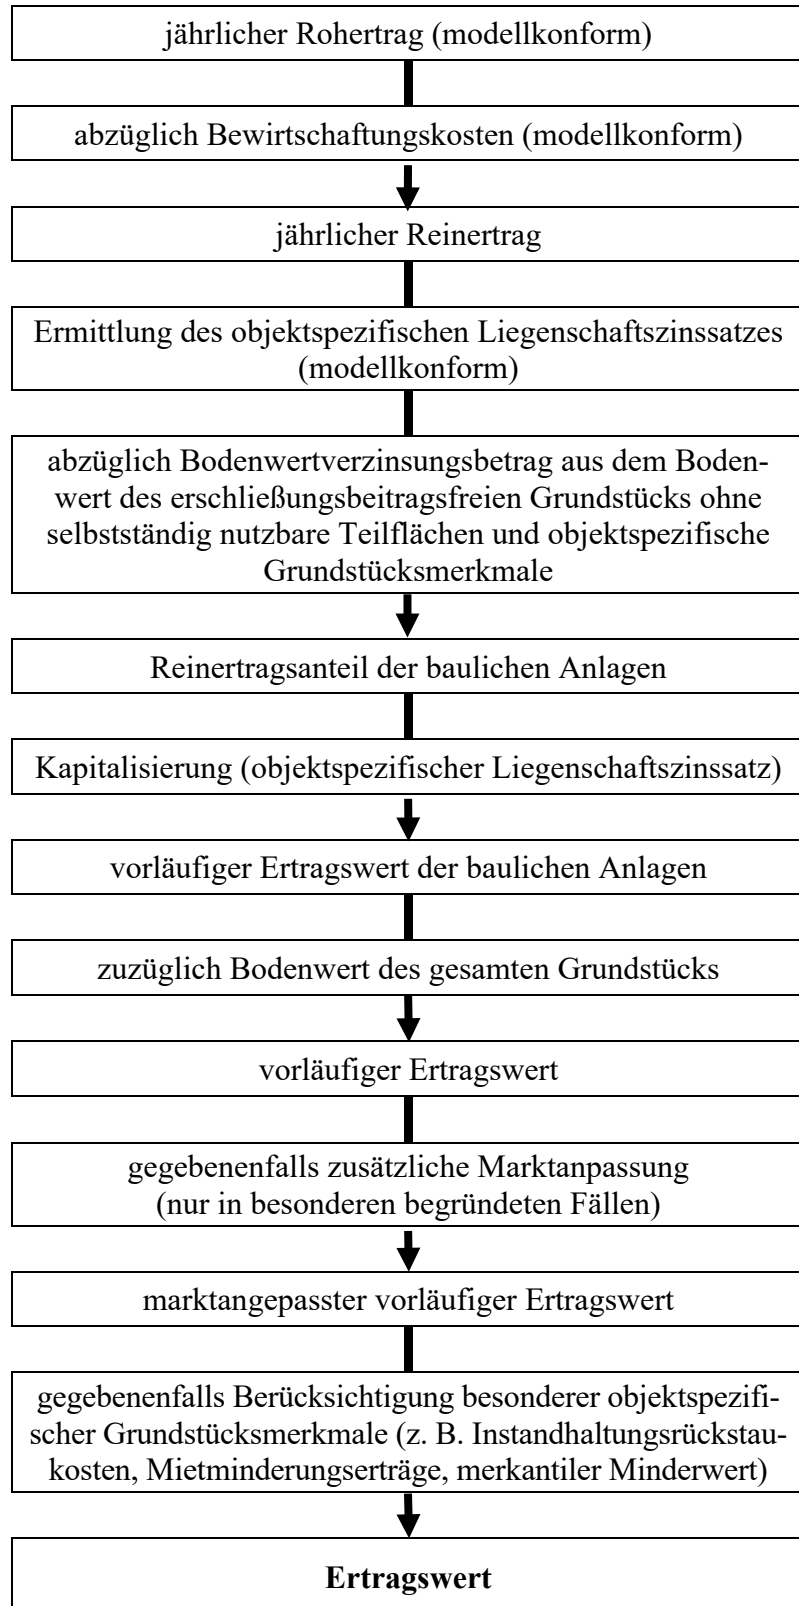 jährlicher Rohertrag (modellkonform)
abzüglich Bewirtschaftungskosten (modellkonform)
jährlicher Reinertrag
Ermittlung des objektspezifischen Liegenschaftszinssatzes
(modellkonform)
abzüglich Bodenwertverzinsungsbetrag aus dem Boden-
wert des erschließungsbeitragsfreien Grundstücks ohne
selbstständig nutzbare Teilflächen und objektspezifische
Grundstücksmerkmale
Reinertragsanteil der baulichen Anlagen
Kapitalisierung (objektspezifischer Liegenschaftszinssatz)
vorläufiger Ertragswert der baulichen Anlagen
zuzüglich Bodenwert des gesamten Grundstücks
vorläufiger Ertragswert
gegebenenfalls zusätzliche Marktanpassung
(nur in besonderen begründeten Fällen)
marktangepasster vorläufiger Ertragswert
gegebenenfalls Berücksichtigung besonderer objektspezifi-
scher Grundstücksmerkmale (z. B. Instandhaltungsrückstau-
kosten, Mietminderungserträge, merkantiler Minderwert)
Ertragswert